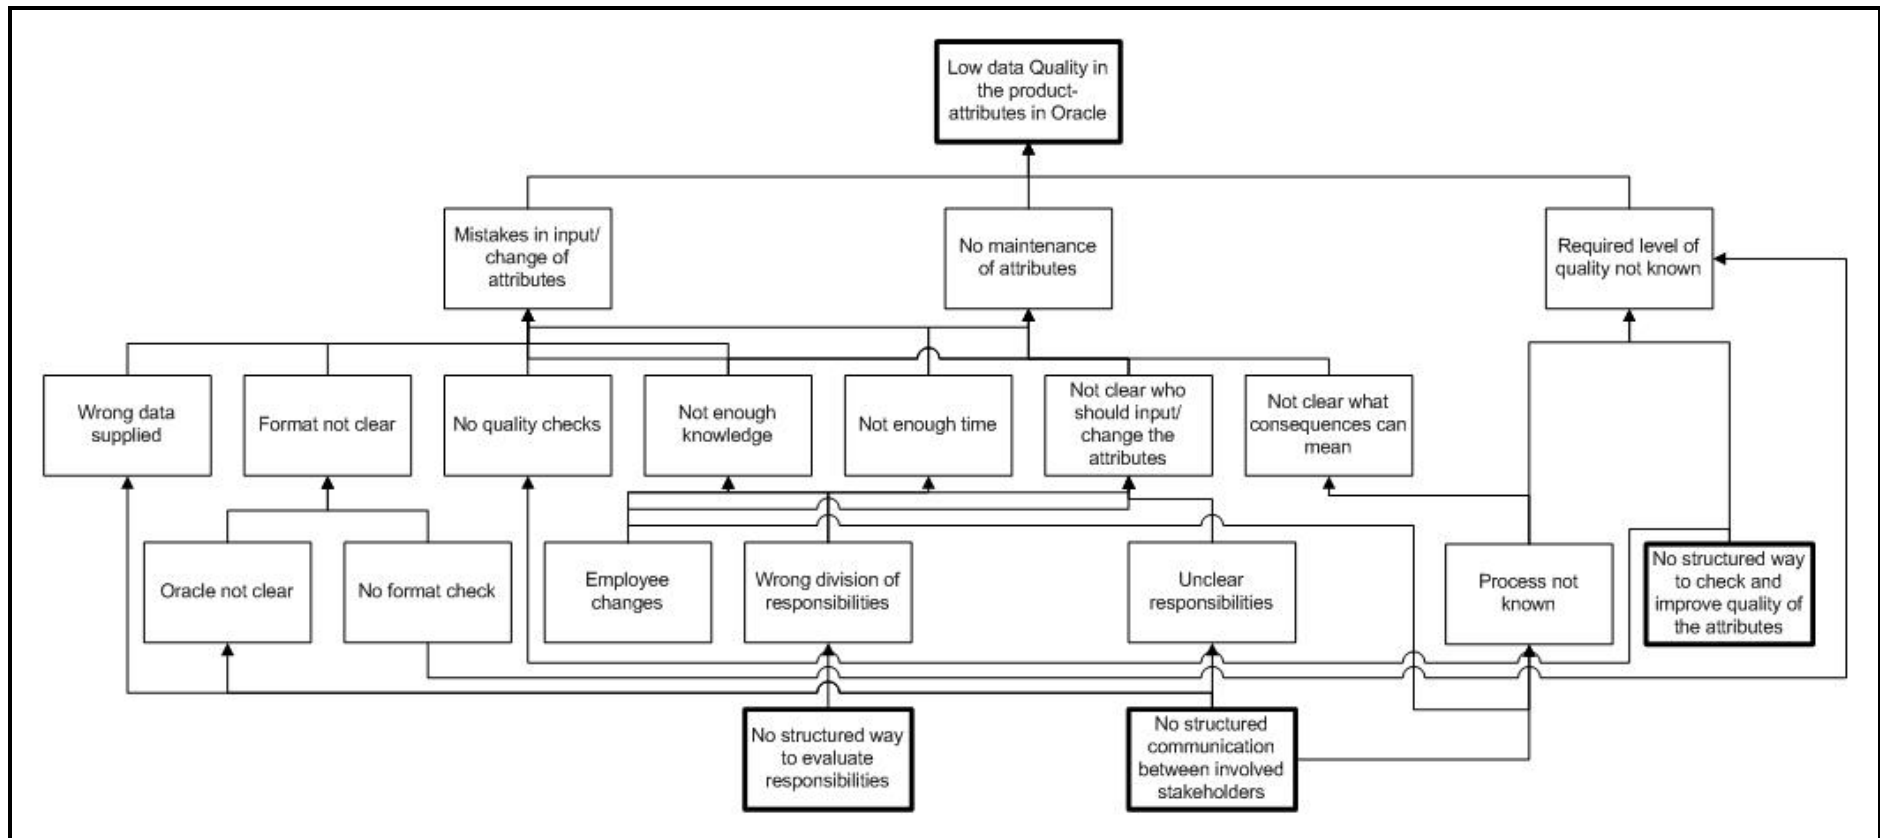 Low data Quality in
the product-
attributes in Oracle
Mistakes in input/
change of
attributes
No maintenance
of attributes
Required level of
quality not known
Wrong data
supplied
Format not clear
No quality checks
Not enough
knowledge
Not enough time
Not clear who
should input/
change the
attributes
Not clear what
consequences can
mean
Oracle not clear
No format check
Employee
changes
Wrong division of
responsibilities
Unclear
responsibilities
Process not
known
No structured way
to check and
improve quality of
the attributes
No structured way
to evaluate
responsibilities
No structured
communication
between involved
stakeholders